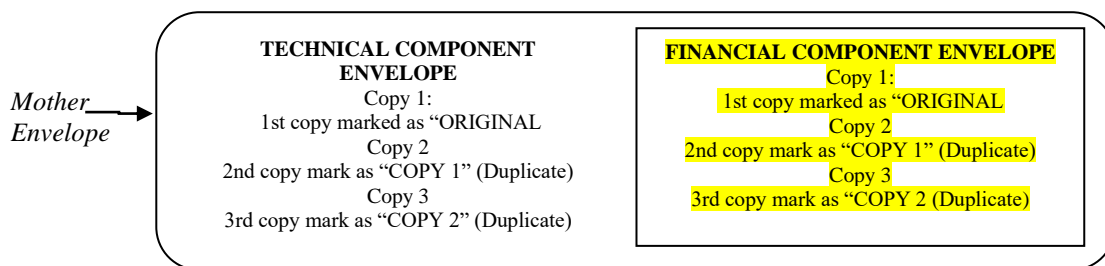 Mother
Envelope
TECHNICAL COMPONENT
ENVELOPE
Copy 1:
1st copy marked as “ORIGINAL
Copy 2
2nd copy mark as “COPY 1” (Duplicate)
Copy 3
3rd copy mark as “COPY 2” (Duplicate)
FINANCIAL COMPONENT ENVELOPE
Copy 1:
1st copy marked as “ORIGINAL
Copy 2
2nd copy mark as “COPY 1” (Duplicate)
Copy 3
3rd copy mark as “COPY 2 (Duplicate)